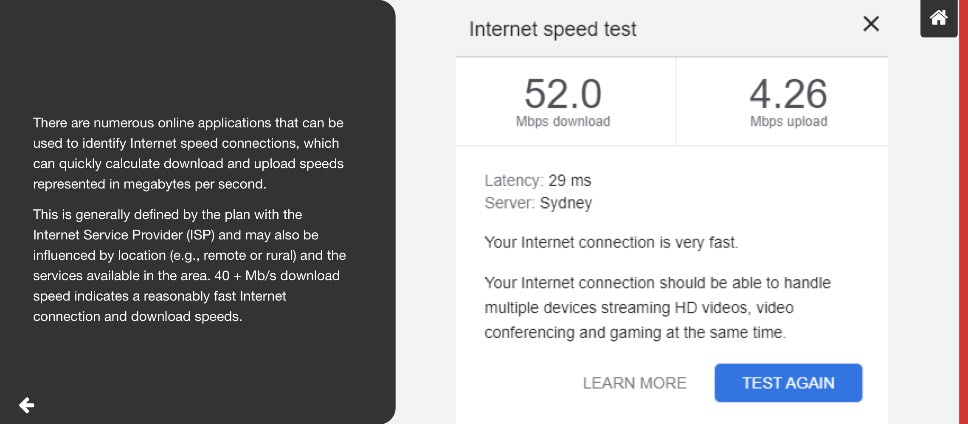 There are numerous online applications that can be
used to identify Internet speed connections, which
can quickly calculate download and upload speeds
represented in megabytes per second.
This is generally defined by the plan with the
Internet Service Provider (ISP) and may also be
influenced by location (e.g., remote or rural) and the
services available in the area. 40 + Mb/s download
speed indicates a reasonably fast Internet
connection and download speeds.
Internet speed test
52.0
Mbps download
4.26
Mbps upload
Latency: 29 ms
Server: Sydney
Your Internet connection is very fast.
Your Internet connection should be able to handle
multiple devices streaming HD videos, video
conferencing and gaming at the same time.
LEARN MORE
TEST AGAIN